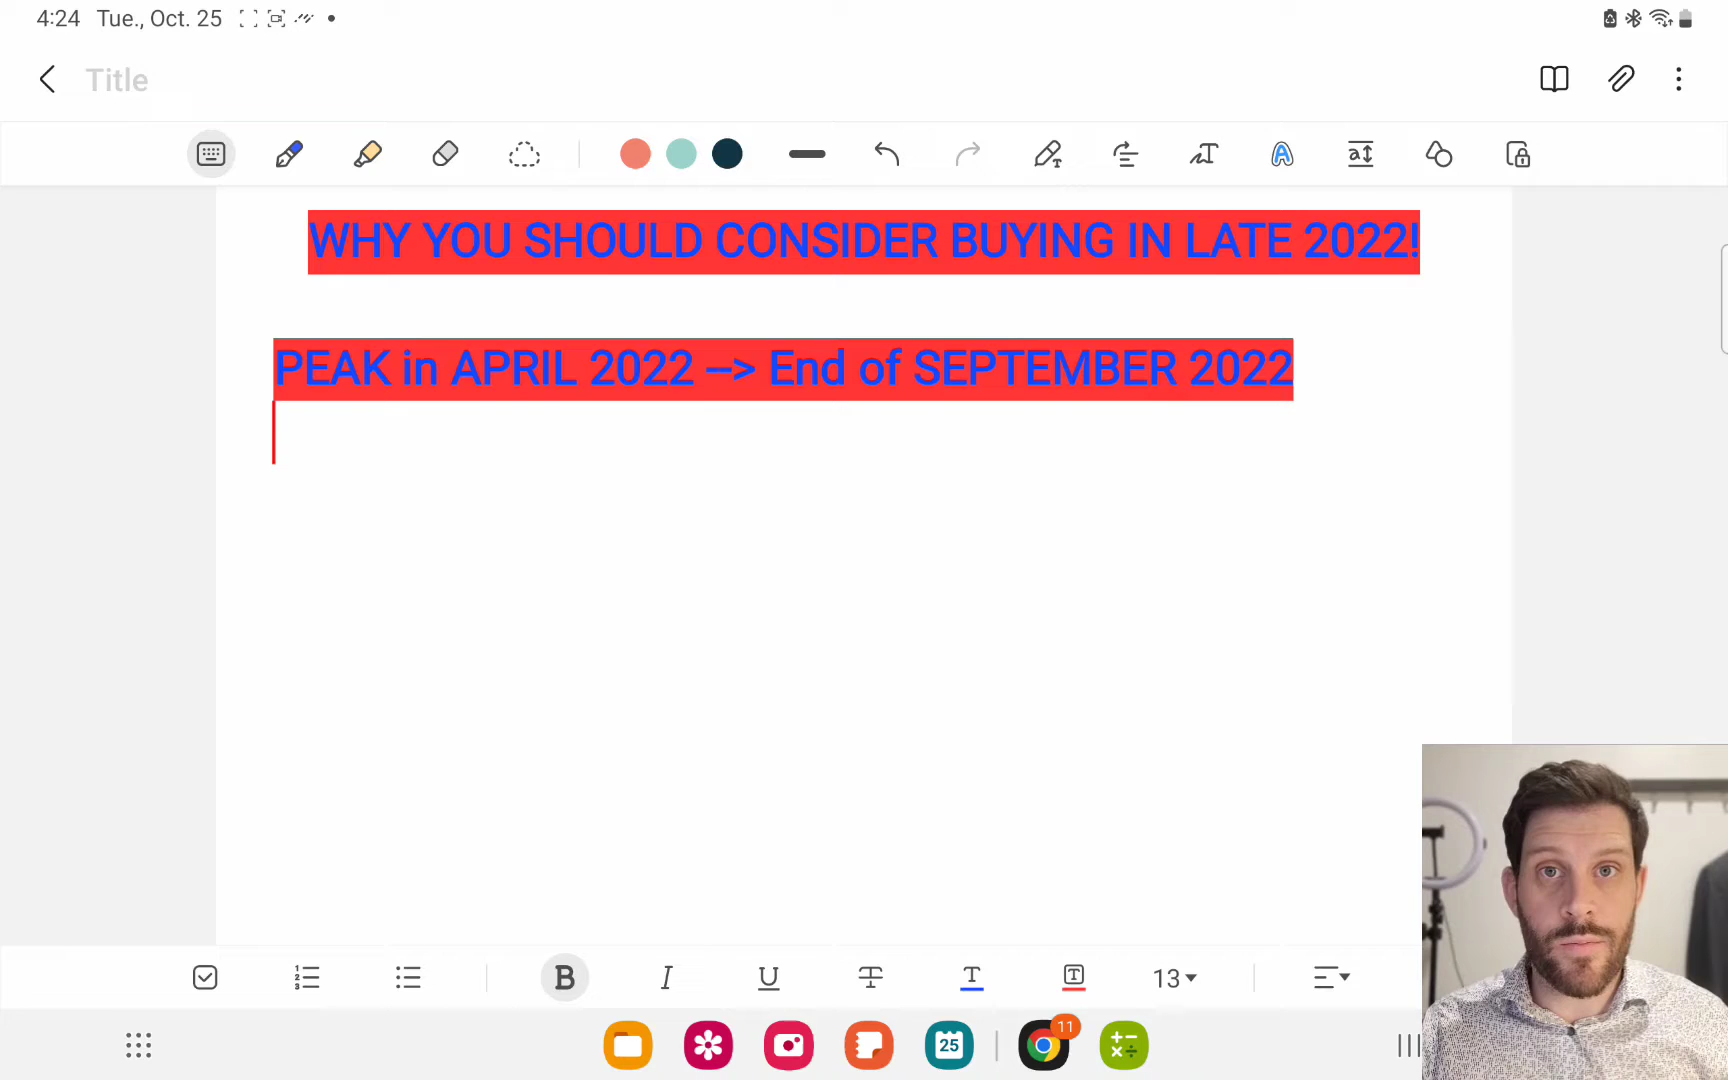 4:24 Tue., Oct. 25
Title
WHY YOU SHOULD CONSIDER BUYING IN LATE 2022!
PEAK in APRIL 2022 --> End of SEPTEMBER 2022
13
11
25